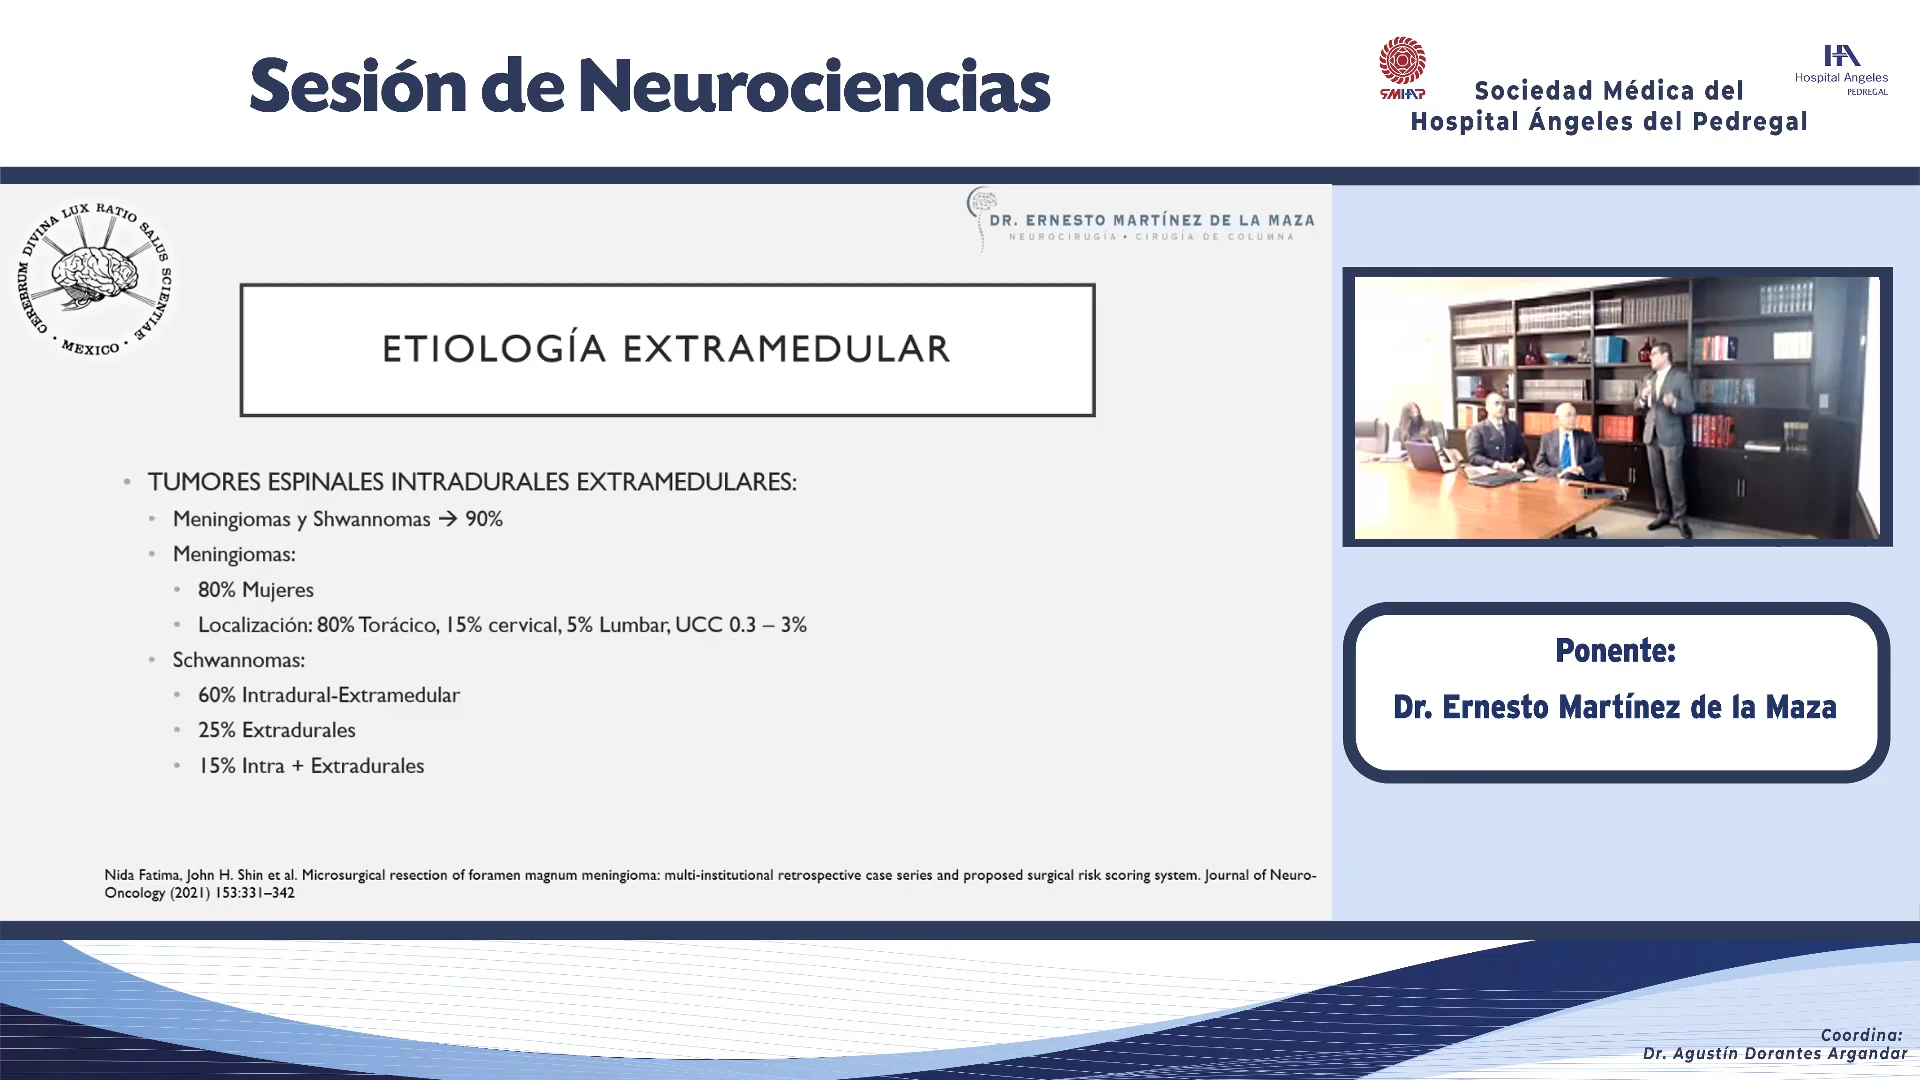 Sesión de Neurociencias
SMHAP
Sociedad Médica del
Hospital Ángeles del Pedregal
HA
Hospital Angeles
PEDREGAL
CEREBRUM DIVINA LUX RATIO SALUS SCIENTIAE
· MEXICO ·
DR. ERNESTO MARTÍNEZ DE LA MAZA
NEUROCIRUGÍA • CIRUGÍA DE COLUMNA
ETIOLOGÍA EXTRAMEDULAR
• TUMORES ESPINALES INTRADURALES EXTRAMEDULARES:
• Meningiomas y Shwannomas → 90%
• Meningiomas:
• 80% Mujeres
• Localización: 80% Torácico, 15% cervical, 5% Lumbar, UCC 0.3 – 3%
• Schwannomas:
• 60% Intradural-Extramedular
• 25% Extradurales
• 15% Intra + Extradurales
Nida Fatima, John H. Shin et al. Microsurgical resection of foramen magnum meningioma: multi-institutional retrospective case series and proposed surgical risk scoring system. Journal of Neuro-
Oncology (2021) 153:331–342
Ponente:
Dr. Ernesto Martínez de la Maza
Coordina:
Dr. Agustín Dorantes Argandar